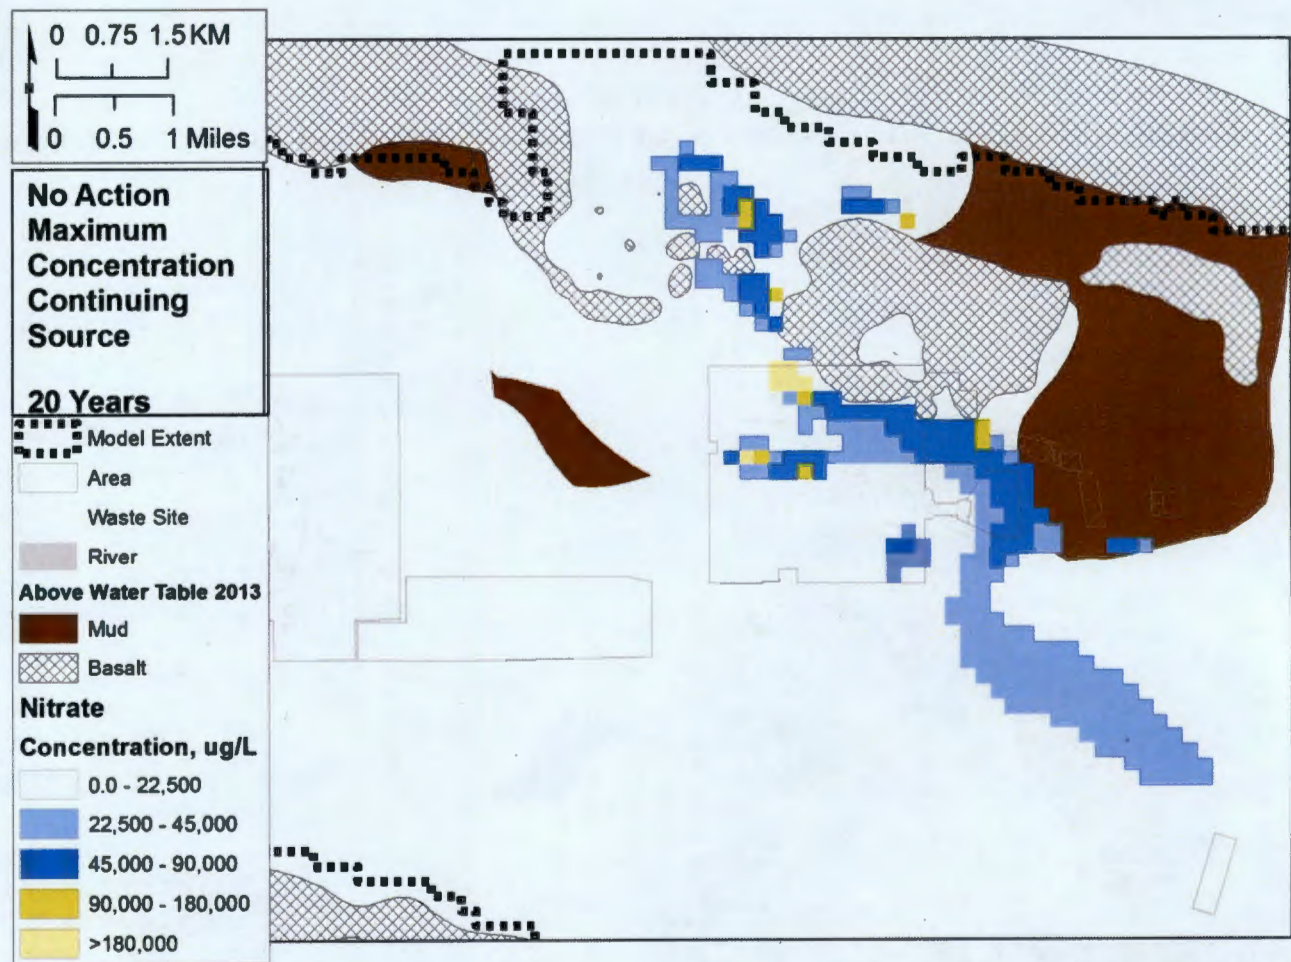 0 0.75 1.5 KM
0 0.5 1 Miles
No Action
Maximum
Concentration
Continuing
Source
20 Years
Model Extent
Area
Waste Site
River
Above Water Table 2013
Mud
Basalt
Nitrate
Concentration, ug/L
0.0 - 22,500
22,500 - 45,000
45,000 - 90,000
90,000 - 180,000
>180,000